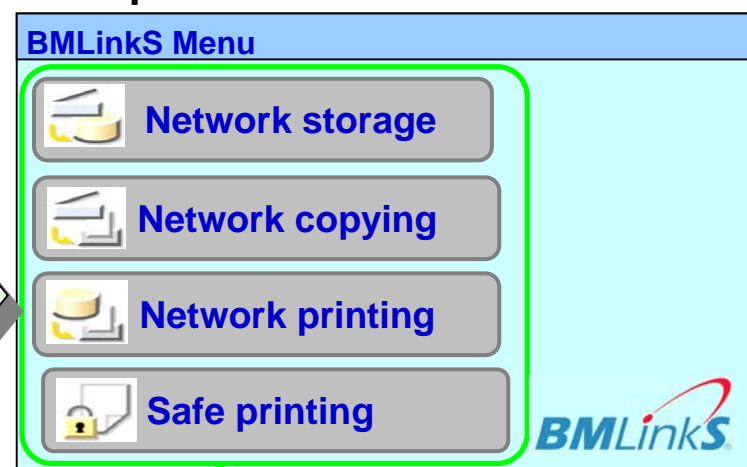 BMLinkS Menu
Network storage
Network copying
Network printing
Safe printing
BMLinkS